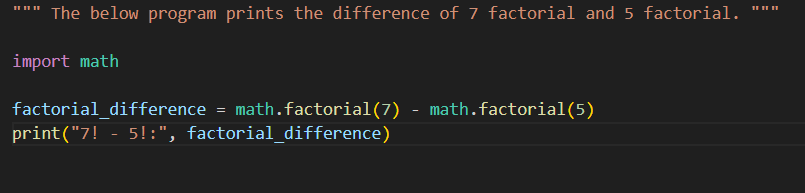 """ The below program prints the difference of 7 factorial and 5 factorial. """
import math
factorial_difference = math.factorial(7) - math.factorial(5)
print("7! - 5!:", factorial_difference)